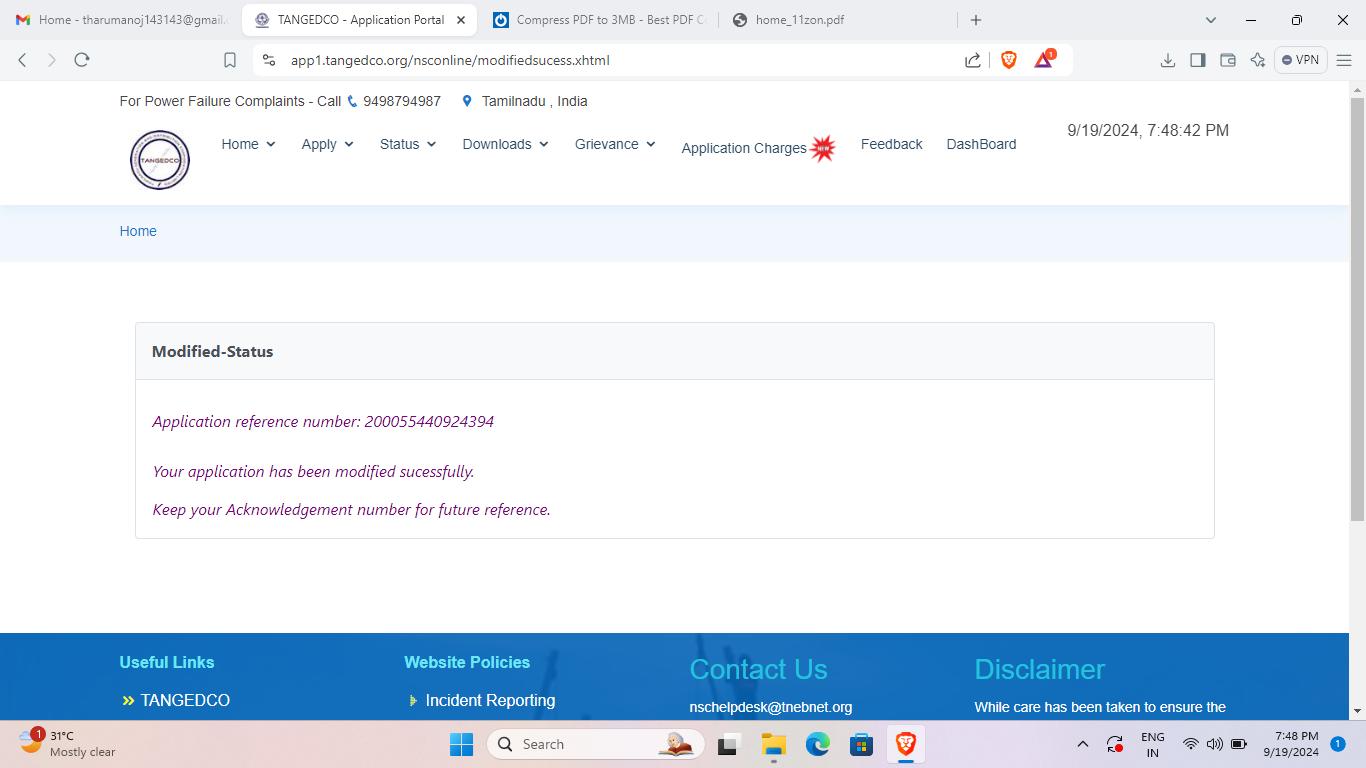 Home - tharumanoj143143@gmail.c
TANGEDCO - Application Portal
Compress PDF to 3MB - Best PDF C
home_11zon.pdf
app1.tangedco.org/nsconline/modifiedsucess.xhtml
1
VPN
For Power Failure Complaints - Call 9498794987 Tamilnadu , India
TANGEDCO
Home
Apply
Status
Downloads
Grievance
Application Charges
NEW
Feedback
DashBoard
9/19/2024, 7:48:42 PM
Home
Modified-Status
Application reference number: 200055440924394
Your application has been modified sucessfully.
Keep your Acknowledgement number for future reference.
Useful Links
TANGEDCO
Website Policies
Incident Reporting
Contact Us
nschelpdesk@tnebnet.org
Disclaimer
While care has been taken to ensure the
1
31°C
Mostly clear
Search
ENG
IN
7:48 PM
9/19/2024
1